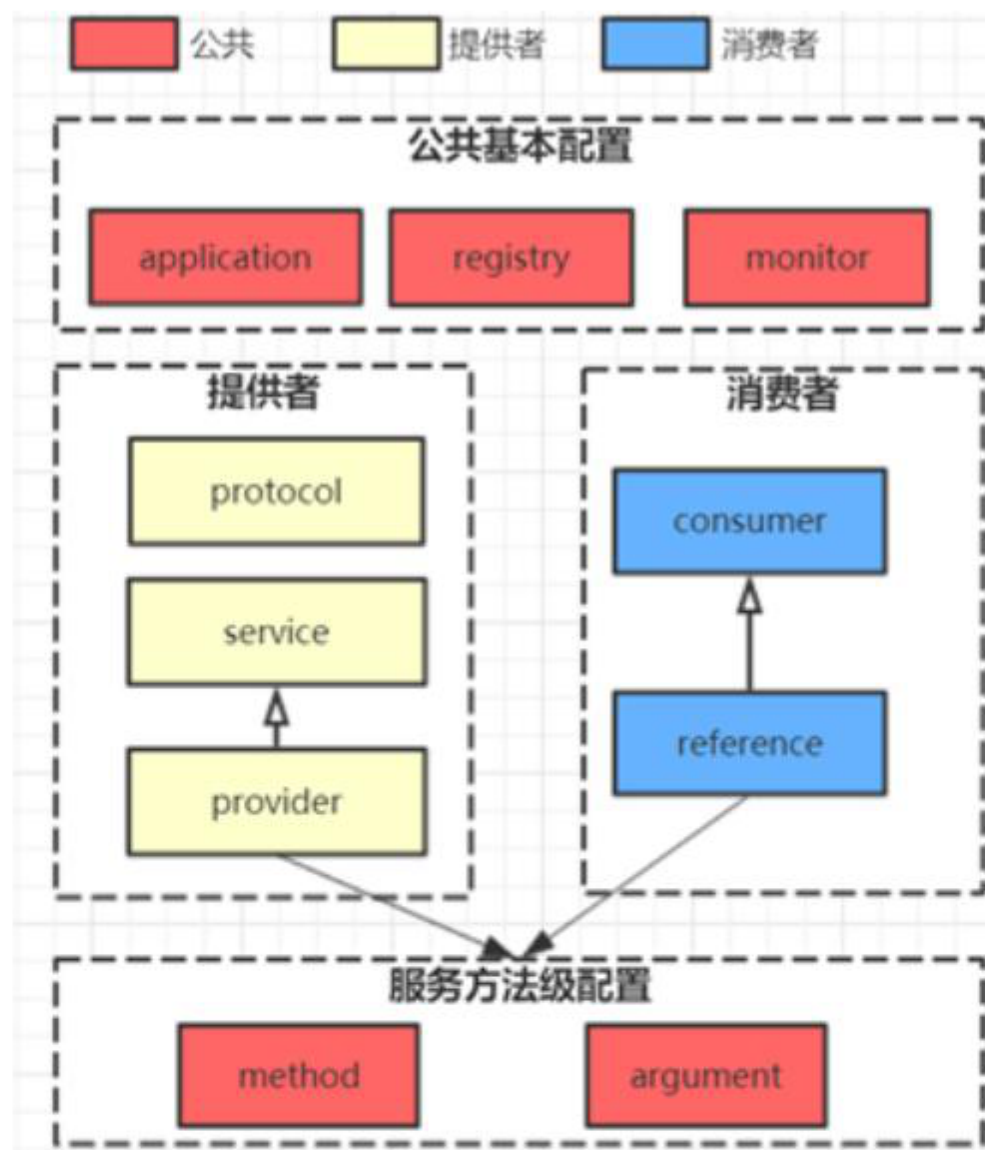 公共 提供者 消费者
公共基本配置
application registry monitor
提供者
protocol
service
provider
消费者
consumer
reference
服务方法级配置
method argument